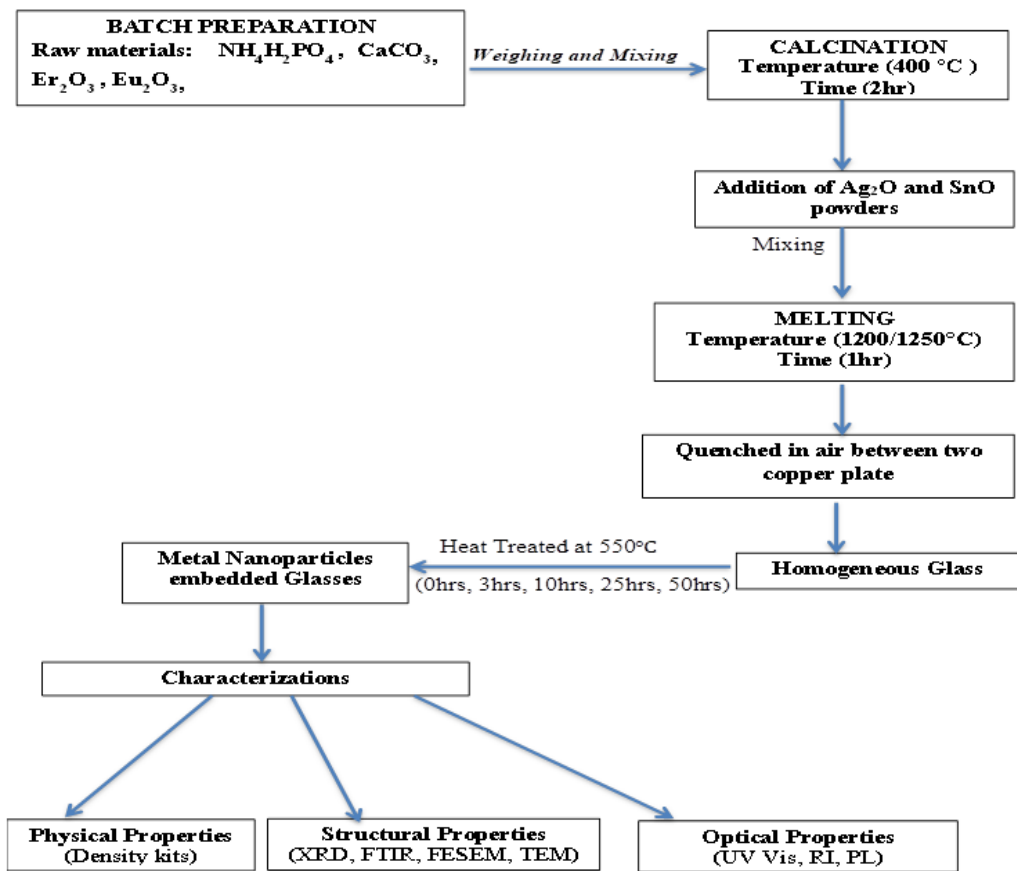 BATCH PREPARATION
Raw materials: NH₄H₂PO₄ , CaCO₃,
Er₂O₃ , Eu₂O₃,
Weighing and Mixing
CALCINATION
Temperature (400 °C )
Time (2hr)
Addition of Ag₂O and SnO
powders
Mixing
MELTING
Temperature (1200/1250°C)
Time (1hr)
Quenched in air between two
copper plate
Homogeneous Glass
Heat Treated at 550°C
(0hrs, 3hrs, 10hrs, 25hrs, 50hrs)
Metal Nanoparticles
embedded Glasses
Characterizations
Physical Properties
(Density kits)
Structural Properties
(XRD, FTIR, FESEM, TEM)
Optical Properties
(UV Vis, RI, PL)